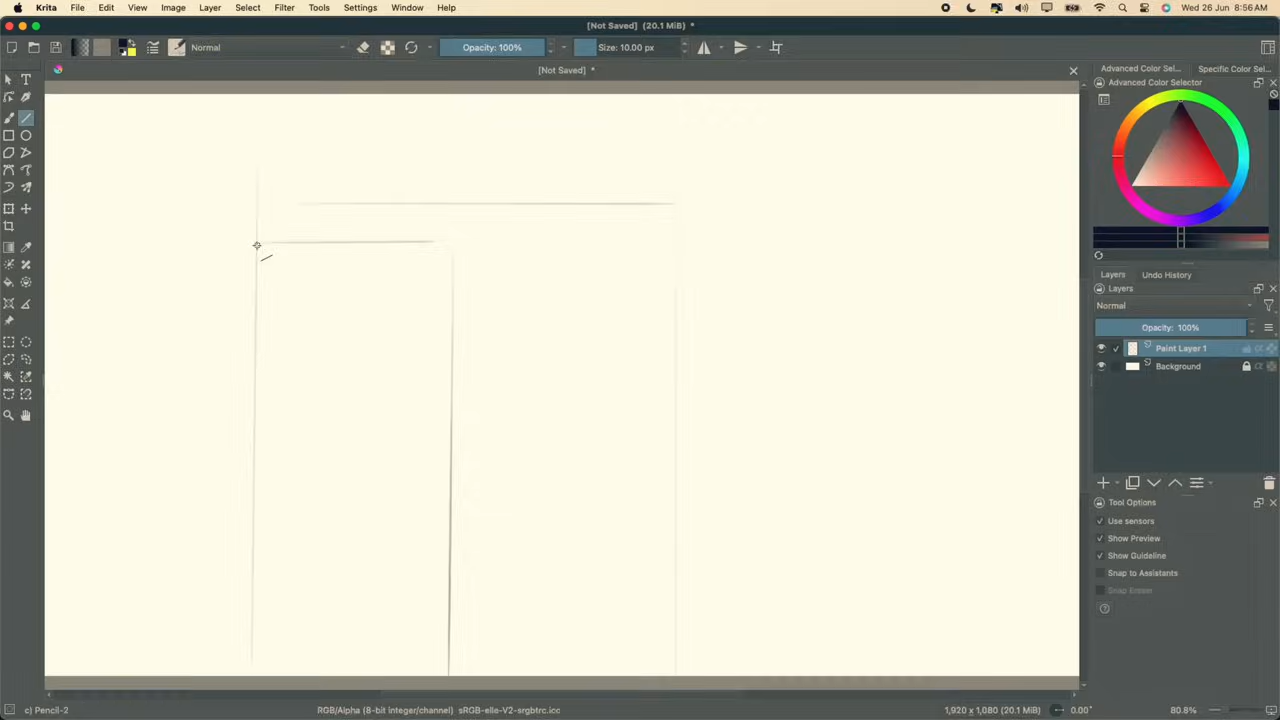 Krita File Edit View Image Layer Select Filter Tools Settings Window Help Wed 26 Jun 8:56AM
[Not Saved] (20.1 MiB) *
Normal Opacity: 100% Size: 10.00 px
[Not Saved] *
Advanced Color Sel... Specific Color Sel...
Advanced Color Selector
Layers Undo History
Layers
Normal
Opacity: 100%
Paint Layer 1
Background
Tool Options
Use sensors
Show Preview
Show Guideline
Snap to Assistants
Snap Eraser
c) Pencil-2 RGB/Alpha (8-bit integer/channel) sRGB-elle-V2-srgbtrc.icc 1,920 x 1,080 (20.1 MiB) 0.00° 80.8%